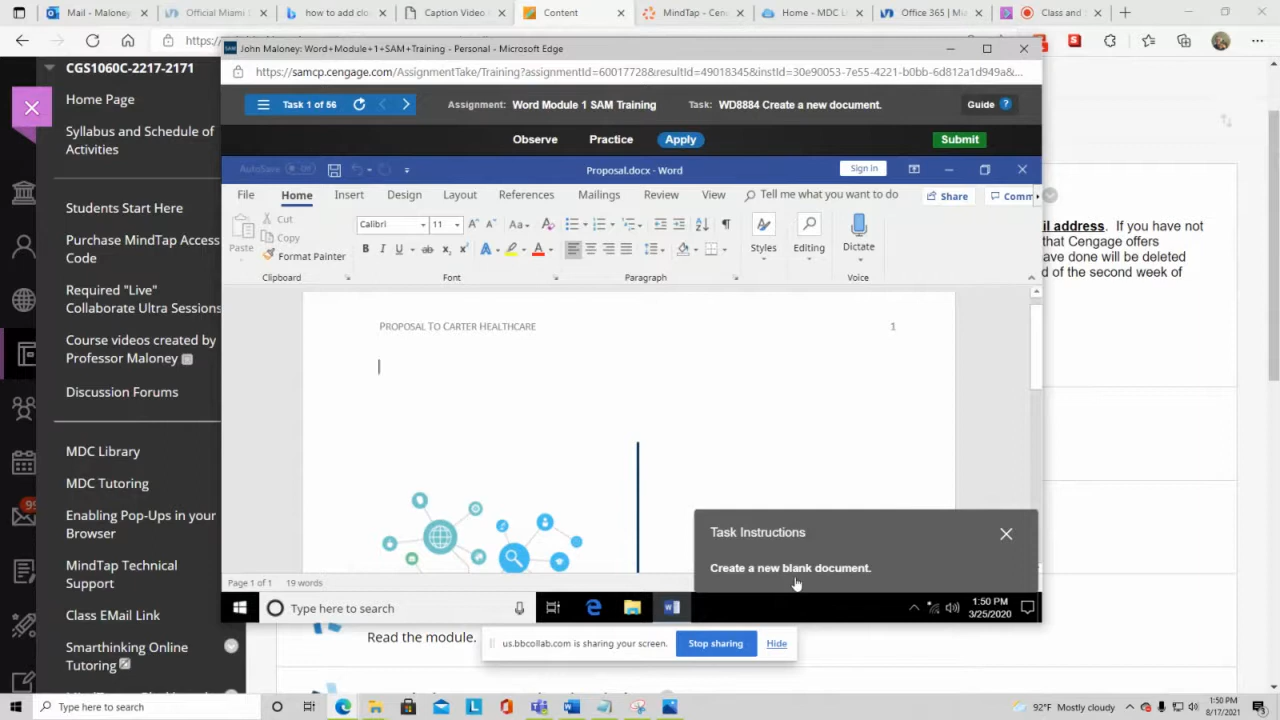 Mail - Maloney,
Official Miami
how to add clo
Caption Video
Content
MindTap - Cen
Home - MDC L
Office 365 | M
Class and
https://
John Maloney: Word+Module+1+SAM+Training - Personal - Microsoft Edge
https://samcp.cengage.com/AssignmentTake/Training?assignmentId=60017728&resultId=49018345&instId=30e90053-7e55-4221-b0bb-6d812a1d949a&...
CGS1060C-2217-2171
Home Page
Syllabus and Schedule of
Activities
Students Start Here
Purchase MindTap Access
Code
Required "Live"
Collaborate Ultra Sessions
Course videos created by
Professor Maloney
Discussion Forums
MDC Library
MDC Tutoring
Enabling Pop-Ups in your
Browser
MindTap Technical
Support
Class EMail Link
Smarthinking Online
Tutoring
99
Task 1 of 56
Assignment: Word Module 1 SAM Training
Task: WD8884 Create a new document.
Guide ?
Observe
Practice
Apply
Submit
AutoSave Off
Proposal.docx - Word
Sign in
File
Home
Insert
Design
Layout
References
Mailings
Review
View
Tell me what you want to do
Share
Comm
Paste
Cut
Copy
Format Painter
Clipboard
Calibri
11
Font
Paragraph
Styles
Editing
Dictate
Voice
PROPOSAL TO CARTER HEALTHCARE
1
Task Instructions
Create a new blank document.
Page 1 of 1
19 words
Type here to search
1:50 PM
3/25/2020
il address. If you have not
that Cengage offers
ave done will be deleted
d of the second week of
Read the module.
us.bbcollab.com is sharing your screen.
Stop sharing
Hide
Type here to search
92°F Mostly cloudy
1:50 PM
8/17/2021